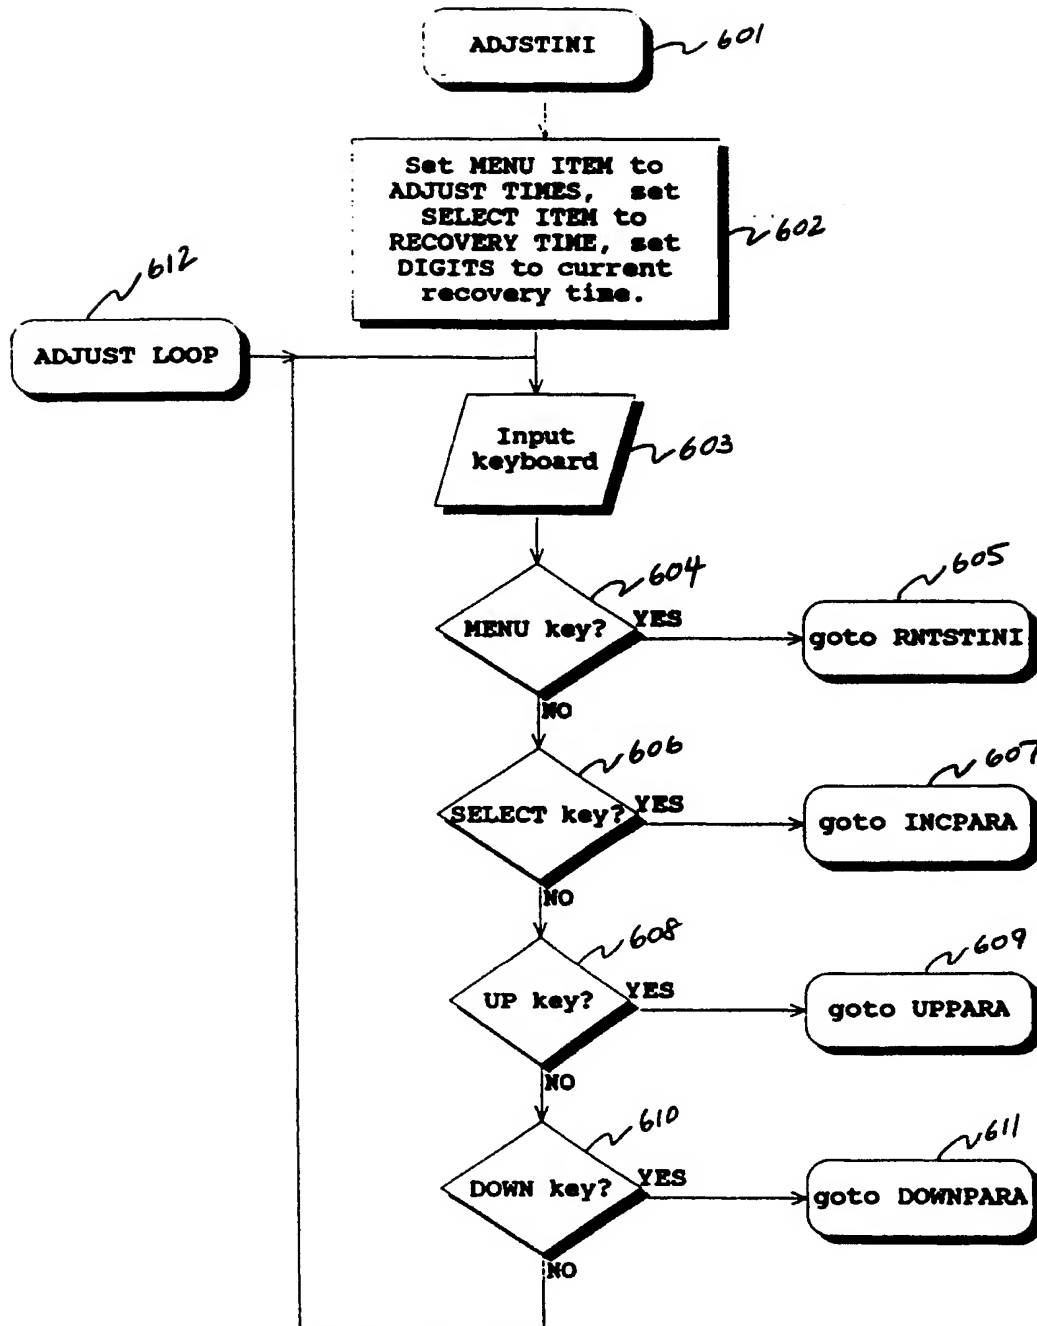 ADJSTINI
601
Set MENU ITEM to
ADJUST TIMES, set
SELECT ITEM to
RECOVERY TIME, set
DIGITS to current
recovery time.
602
612
ADJUST LOOP
Input
keyboard
603
604
MENU key?
YES
605
goto RNTSTINI
NO
606
SELECT key?
YES
607
goto INCPARA
NO
608
UP key?
YES
609
goto UPPARA
NO
610
DOWN key?
YES
611
goto DOWNPARA
NO